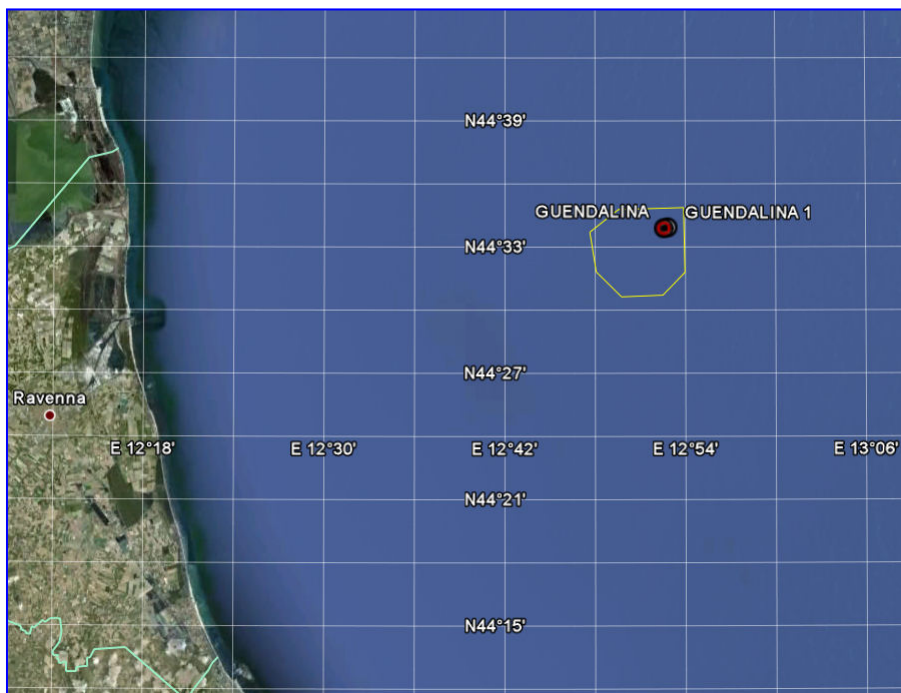 N44°39'
GUENDALINA GUENDALINA 1
N44°33'
N44°27'
Ravenna
E 12°18' E 12°30' E 12°42' E 12°54' E 13°06'
N44°21'
N44°15'